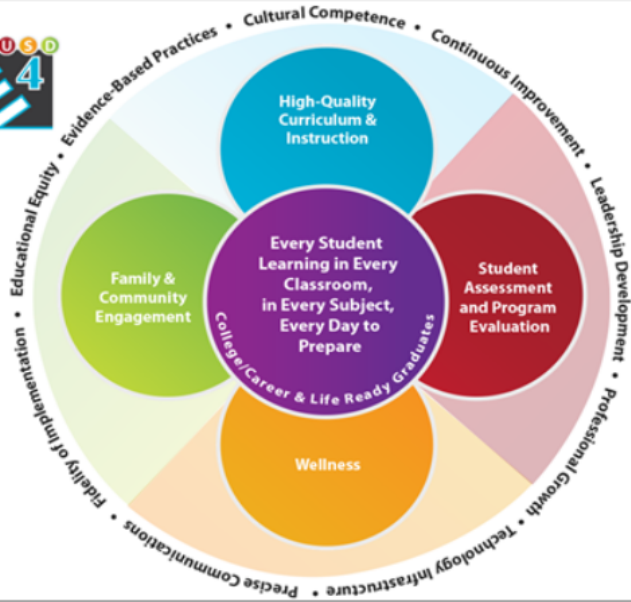 USD
4
Cultural Competence • Continuous Improvement • Leadership Development • Professional Growth • Technology Infrastructure • Precise Communications • Fidelity of Implementation • Educational Equity • Evidence-Based Practices •
High-Quality
Curriculum &
Instruction
Family &
Community
Engagement
Every Student
Learning in Every
Classroom,
in Every Subject,
Every Day to
Prepare
College/Career & Life Ready Graduates
Student
Assessment
and Program
Evaluation
Wellness